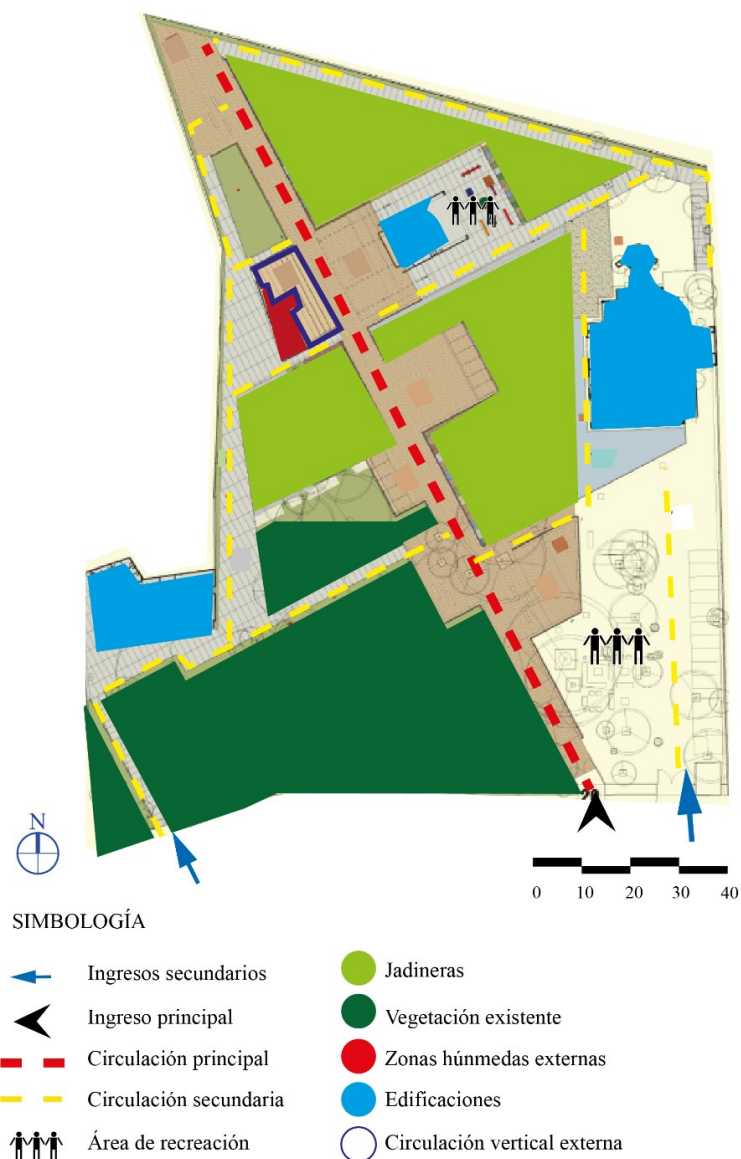 N
0 10 20 30 40
SIMBOLOGÍA
Ingresos secundarios
Ingreso principal
Circulación principal
Circulación secundaria
Área de recreación
Jadineras
Vegetación existente
Zonas húnmedas externas
Edificaciones
Circulación vertical externa